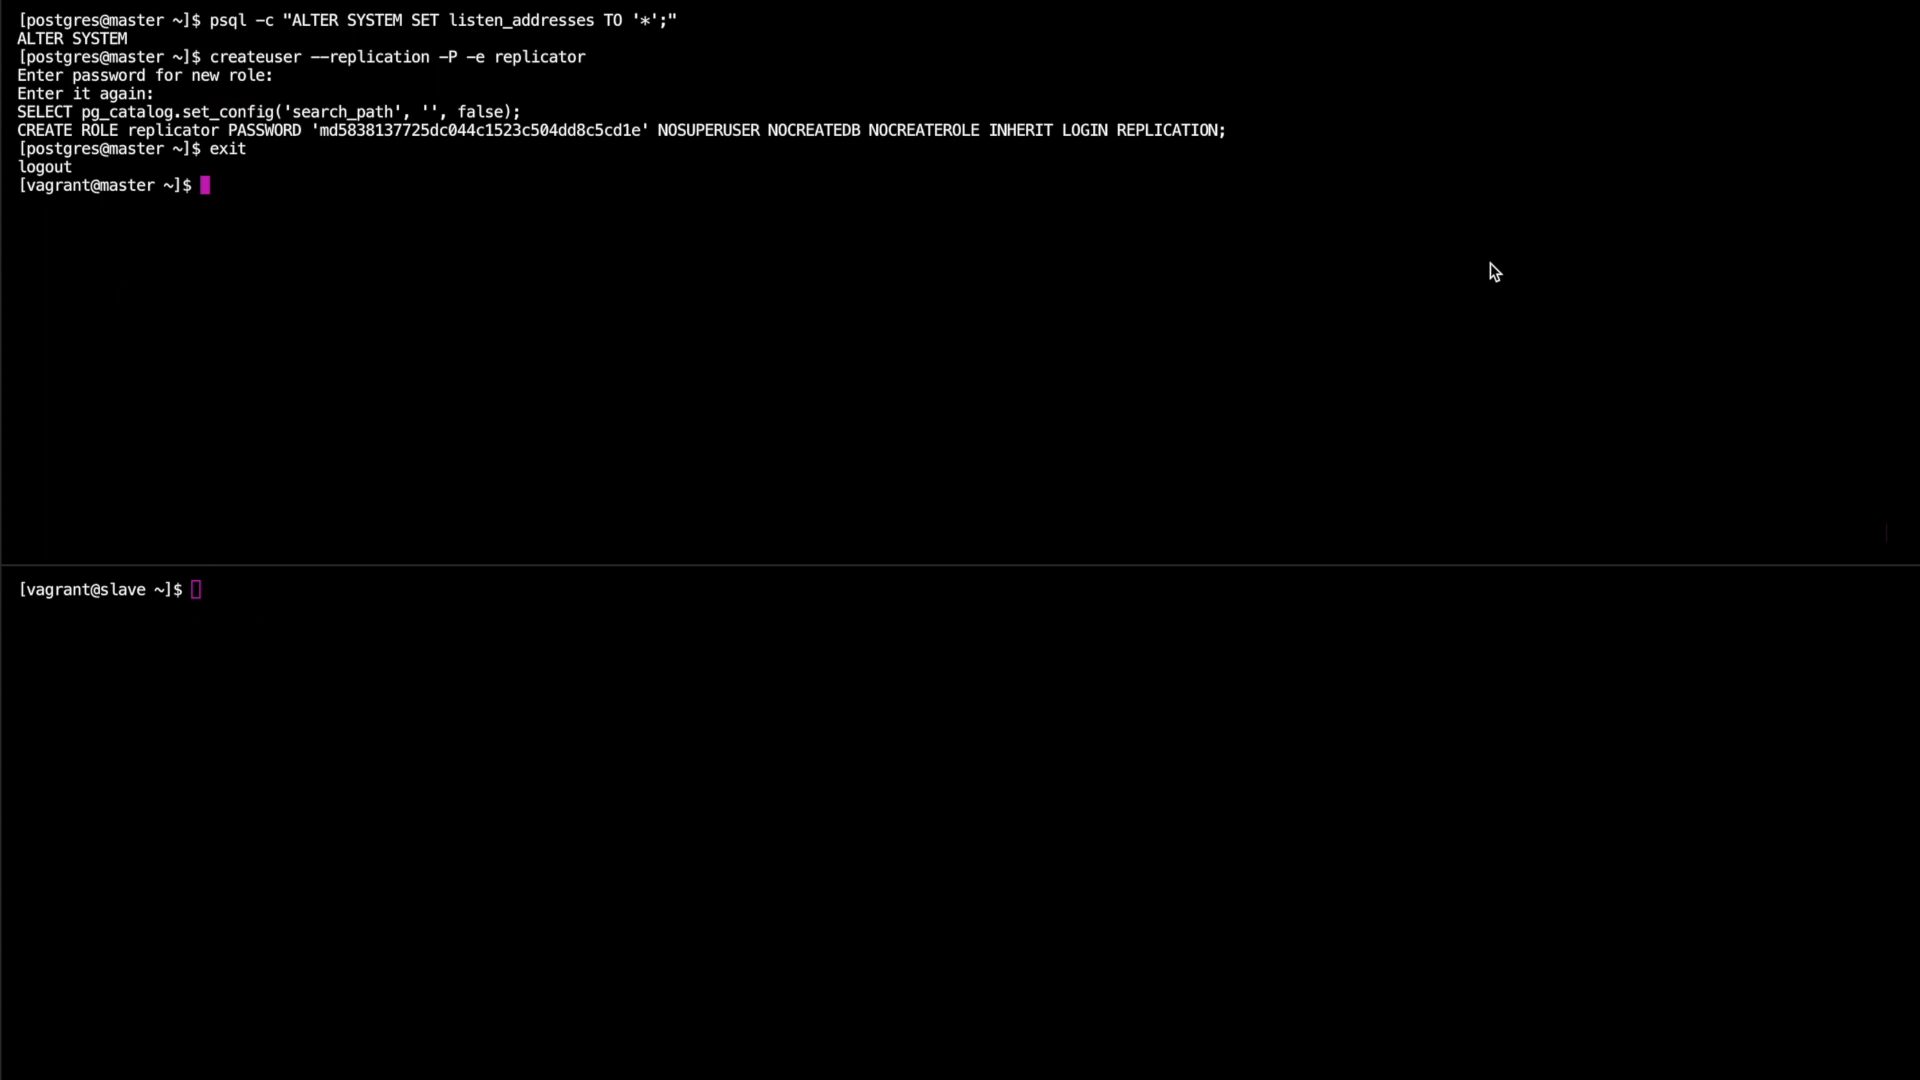 [postgres@master ~]$ psql -c "ALTER SYSTEM SET listen_addresses TO '*';"
ALTER SYSTEM
[postgres@master ~]$ createuser --replication -P -e replicator
Enter password for new role:
Enter it again:
SELECT pg_catalog.set_config('search_path', '', false);
CREATE ROLE replicator PASSWORD 'md5838137725dc044c1523c504dd8c5cd1e' NOSUPERUSER NOCREATEDB NOCREATEROLE INHERIT LOGIN REPLICATION;
[postgres@master ~]$ exit
logout
[vagrant@master ~]$
[vagrant@slave ~]$